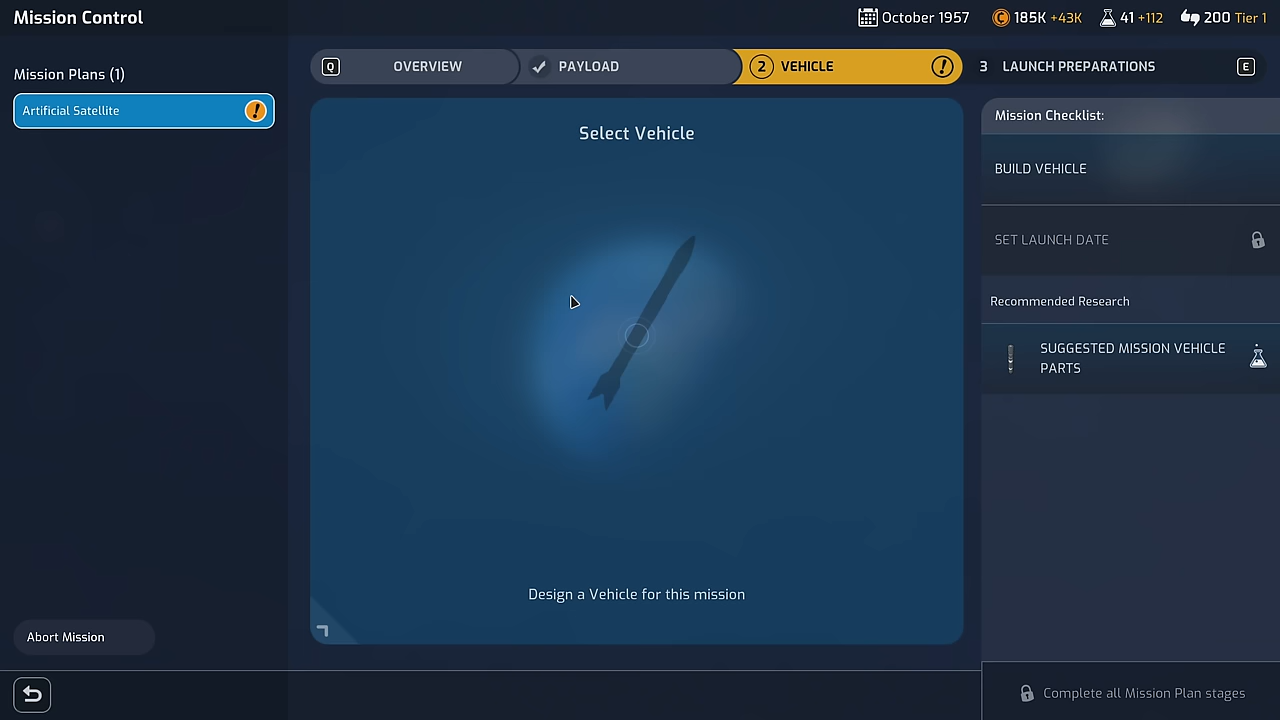 Mission Control
October 1957
185K +43K
41 +112
200 Tier 1
Mission Plans (1)
Artificial Satellite
!
Abort Mission
Q
OVERVIEW
PAYLOAD
2 VEHICLE
!
3 LAUNCH PREPARATIONS
E
Select Vehicle
Design a Vehicle for this mission
Mission Checklist:
BUILD VEHICLE
SET LAUNCH DATE
Recommended Research
SUGGESTED MISSION VEHICLE
PARTS
Complete all Mission Plan stages